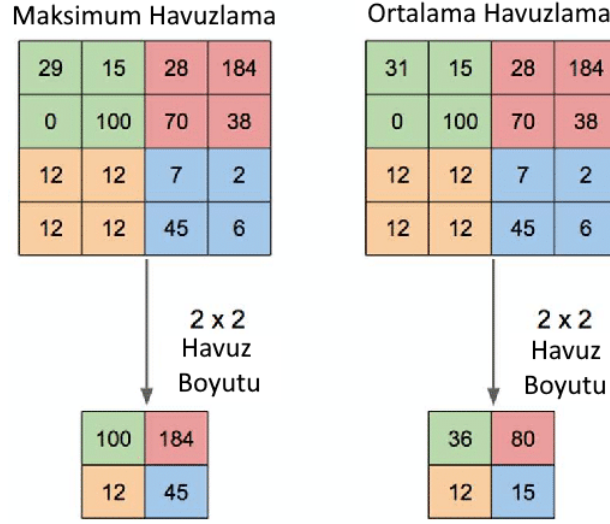 Maksimum Havuzlama
29 15 28 184
0 100 70 38
12 12 7 2
12 12 45 6
2 x 2
Havuz
Boyutu
100 184
12 45
Ortalama Havuzlama
31 15 28 184
0 100 70 38
12 12 7 2
12 12 45 6
2 x 2
Havuz
Boyutu
36 80
12 15